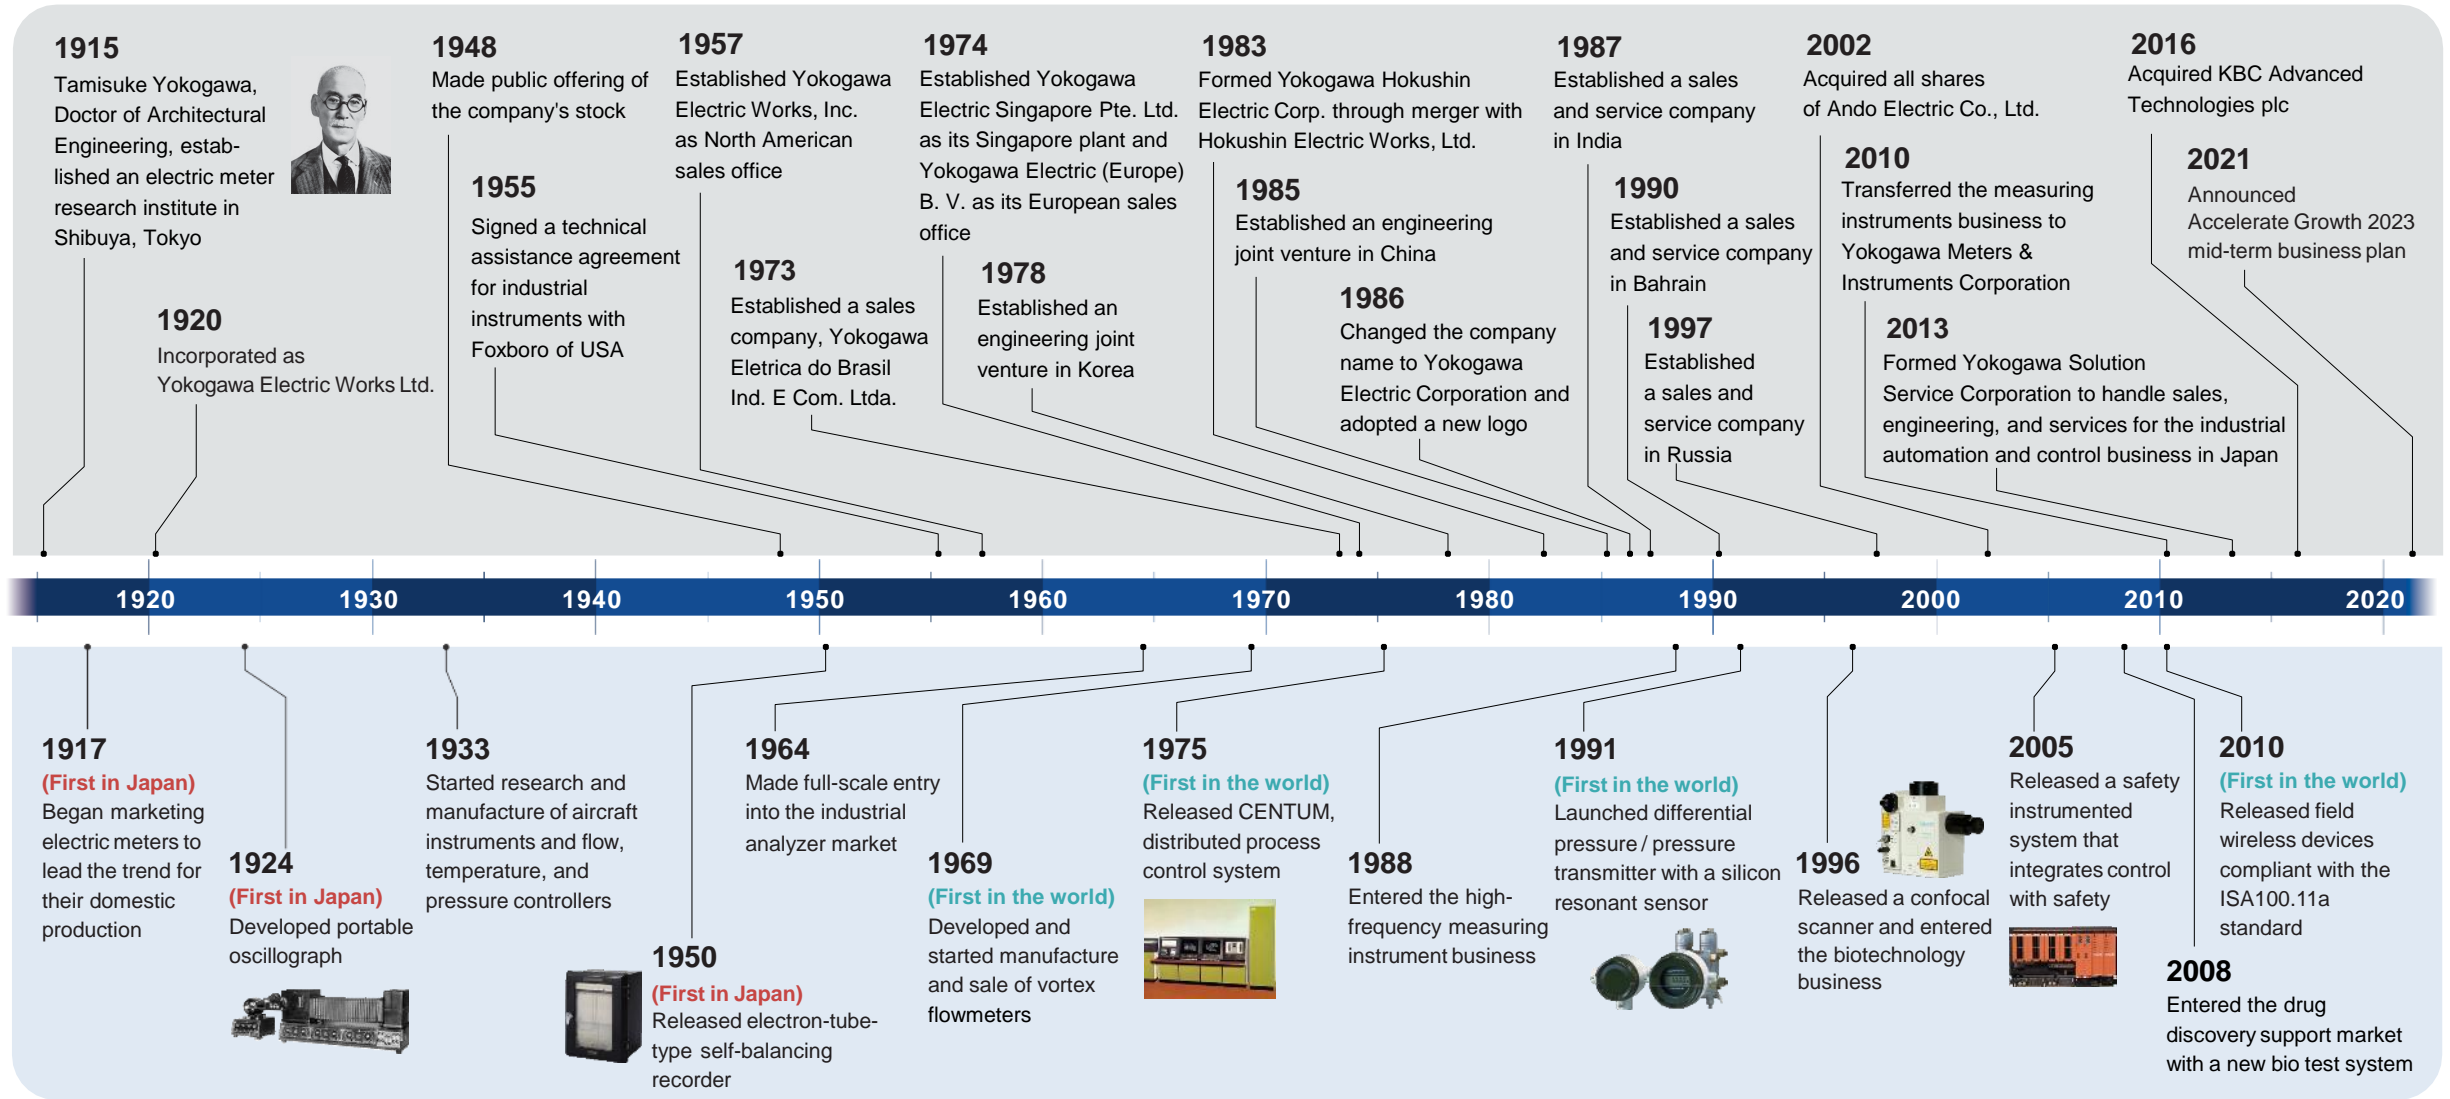 1915
Tamisuke Yokogawa,
Doctor of Architectural
Engineering, estab-
lished an electric meter
research institute in
Shibuya, Tokyo
1920
Incorporated as
Yokogawa Electric Works Ltd.
1948
Made public offering of
the company's stock
1955
Signed a technical
assistance agreement
for industrial
instruments with
Foxboro of USA
1957
Established Yokogawa
Electric Works, Inc.
as North American
sales office
1973
Established a sales
company, Yokogawa
Eletrica do Brasil
Ind. E Com. Ltda.
1974
Established Yokogawa
Electric Singapore Pte. Ltd.
as its Singapore plant and
Yokogawa Electric (Europe)
B. V. as its European sales
office
1978
Established an
engineering joint
venture in Korea
1983
Formed Yokogawa Hokushin
Electric Corp. through merger with
Hokushin Electric Works, Ltd.
1985
Established an engineering
joint venture in China
1986
Changed the company
name to Yokogawa
Electric Corporation and
adopted a new logo
1987
Established a sales
and service company
in India
1990
Established a sales
and service company
in Bahrain
1997
Established
a sales and
service company
in Russia
2002
Acquired all shares
of Ando Electric Co., Ltd.
2010
Transferred the measuring
instruments business to
Yokogawa Meters &
Instruments Corporation
2013
Formed Yokogawa Solution
Service Corporation to handle sales,
engineering, and services for the industrial
automation and control business in Japan
2016
Acquired KBC Advanced
Technologies plc
2021
Announced
Accelerate Growth 2023
mid-term business plan
1920 1930 1940 1950 1960 1970 1980 1990 2000 2010 2020
1917
(First in Japan)
Began marketing
electric meters to
lead the trend for
their domestic
production
1924
(First in Japan)
Developed portable
oscillograph
1933
Started research and
manufacture of aircraft
instruments and flow,
temperature, and
pressure controllers
1950
(First in Japan)
Released electron-tube-
type self-balancing
recorder
1964
Made full-scale entry
into the industrial
analyzer market
1969
(First in the world)
Developed and
started manufacture
and sale of vortex
flowmeters
1975
(First in the world)
Released CENTUM,
distributed process
control system
1988
Entered the high-
frequency measuring
instrument business
1991
(First in the world)
Launched differential
pressure / pressure
transmitter with a silicon
resonant sensor
1996
Released a confocal
scanner and entered
the biotechnology
business
2005
Released a safety
instrumented
system that
integrates control
with safety
2008
Entered the drug
discovery support market
with a new bio test system
2010
(First in the world)
Released field
wireless devices
compliant with the
ISA100.11a
standard